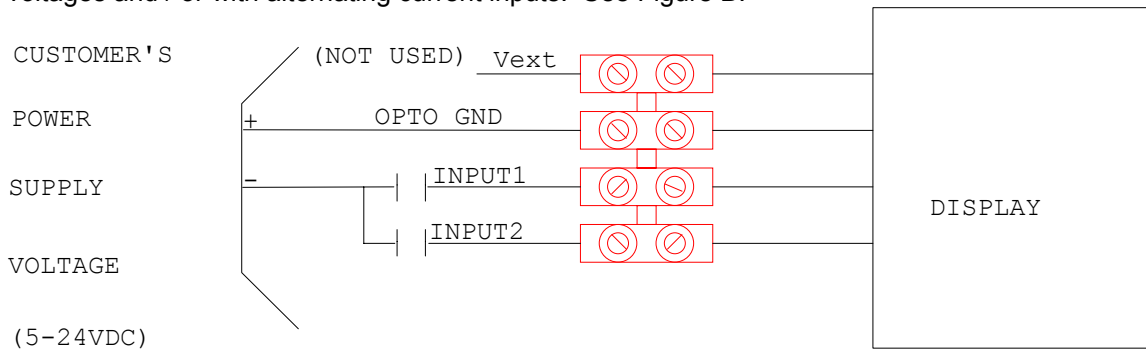 voltages and / or with alternating current inputs. See Figure B.
CUSTOMER'S
(NOT USED) Vext
POWER
+
OPTO GND
SUPPLY
-
INPUT1
INPUT2
DISPLAY
VOLTAGE
(5-24VDC)